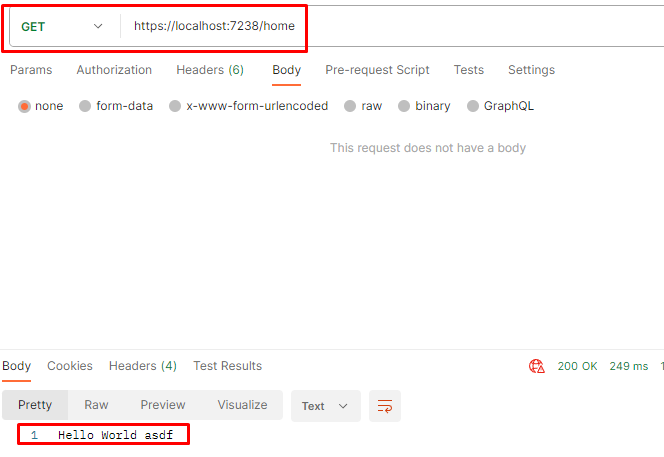 GET https://localhost:7238/home
Params Authorization Headers (6) Body Pre-request Script Tests Settings
none form-data x-www-form-urlencoded raw binary GraphQL
This request does not have a body
Body Cookies Headers (4) Test Results 200 OK 249 ms 1
Pretty Raw Preview Visualize Text
1 Hello World asdf